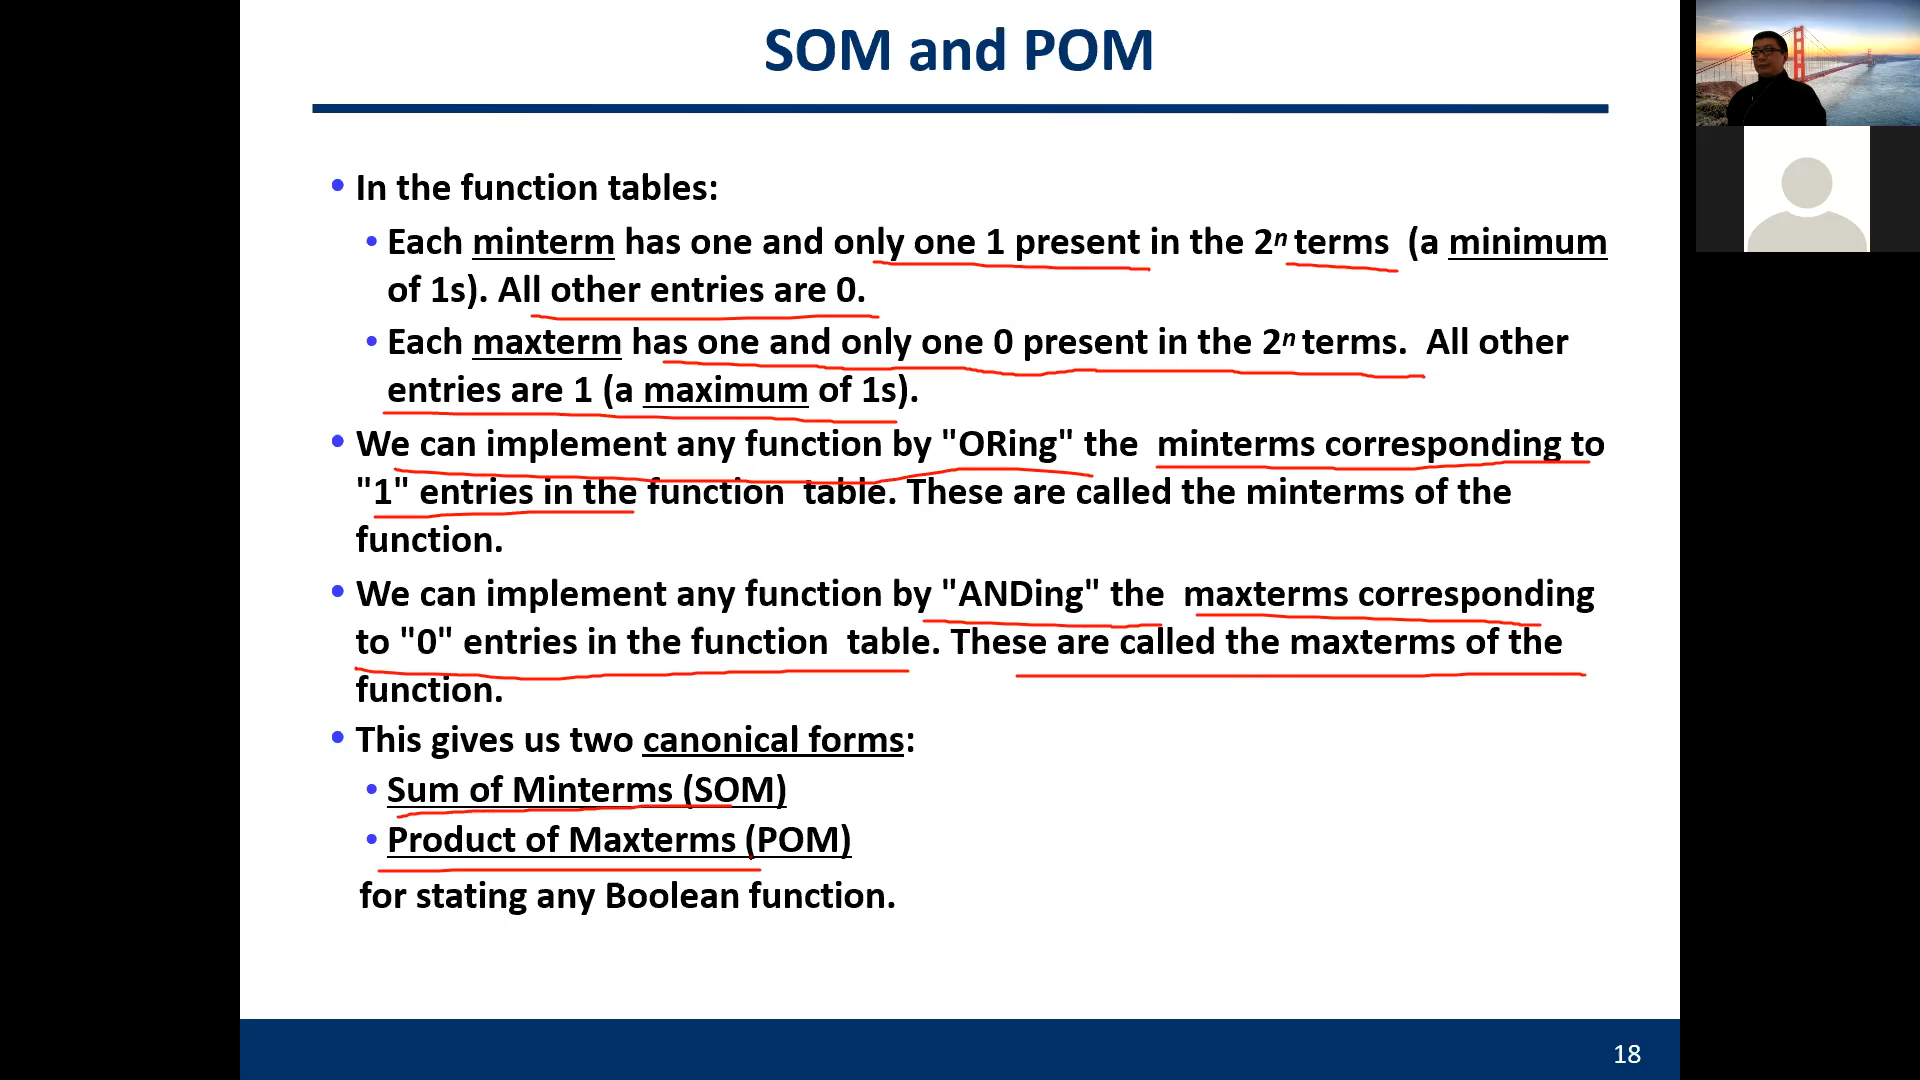 SOM and POM
• In the function tables:
• Each minterm has one and only one 1 present in the 2ⁿ terms (a minimum
of 1s). All other entries are 0.
• Each maxterm has one and only one 0 present in the 2ⁿ terms. All other
entries are 1 (a maximum of 1s).
• We can implement any function by "ORing" the minterms corresponding to
"1" entries in the function table. These are called the minterms of the
function.
• We can implement any function by "ANDing" the maxterms corresponding
to "0" entries in the function table. These are called the maxterms of the
function.
• This gives us two canonical forms:
• Sum of Minterms (SOM)
• Product of Maxterms (POM)
for stating any Boolean function.
18